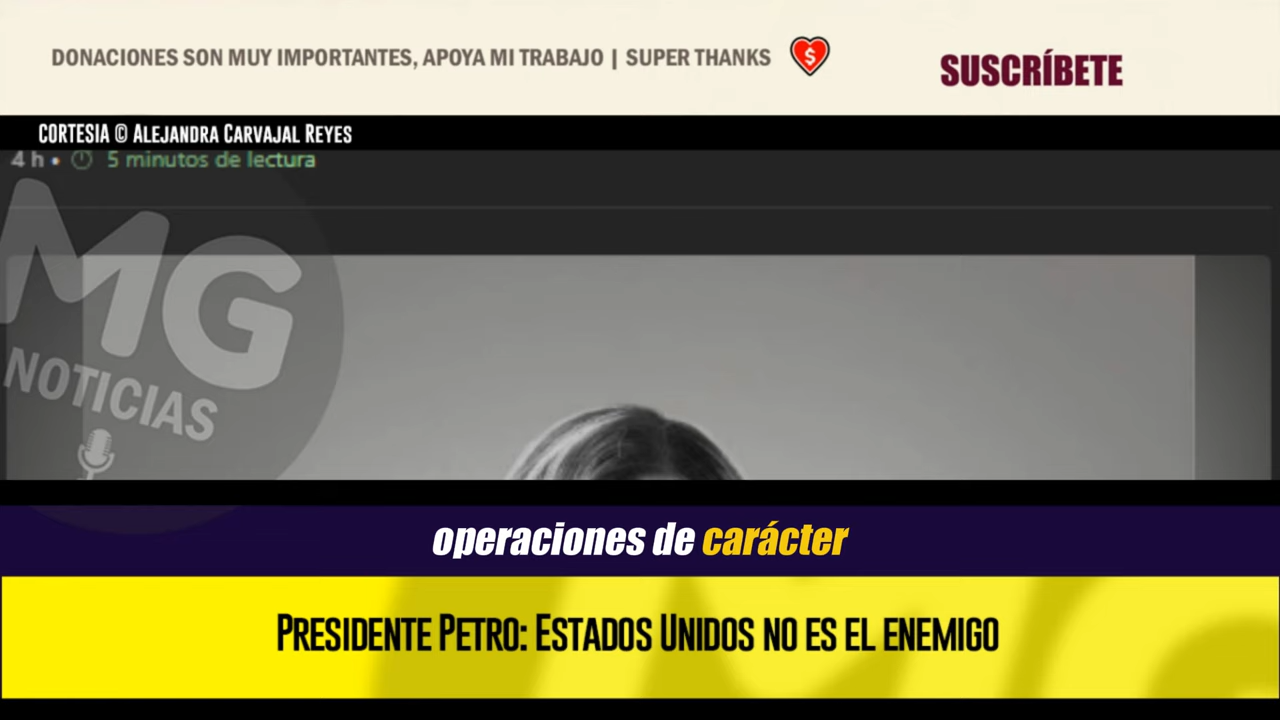 DONACIONES SON MUY IMPORTANTES, APOYA MI TRABAJO | SUPER THANKS
SUSCRÍBETE
CORTESIA © ALEJANDRA CARVAJAL REYES
4 h • 5 minutos de lectura
MG
NOTICIAS
operaciones de carácter
PRESIDENTE PETRO: ESTADOS UNIDOS NO ES EL ENEMIGO